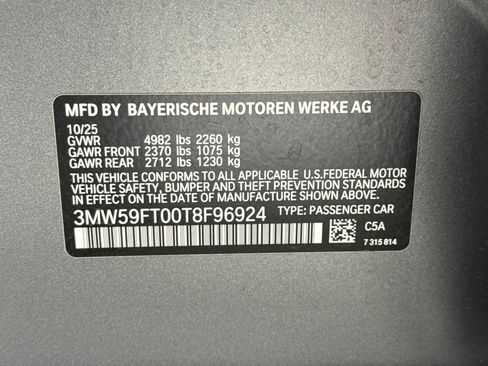 MFD BY BAYERISCHE MOTOREN WERKE AG
10/25
GVWR 4982 lbs 2260 kg
GAWR FRONT 2370 lbs 1075 kg
GAWR REAR 2712 lbs 1230 kg
THIS VEHICLE CONFORMS TO ALL APPLICABLE U.S.FEDERAL MOTOR
VEHICLE SAFETY, BUMPER AND THEFT PREVENTION STANDARDS
IN EFFECT ON THE DATE OF MANUFACTURE SHOWN ABOVE.
3MW59FT00T8F96924 TYPE: PASSENGER CAR
C5A
7 315 814